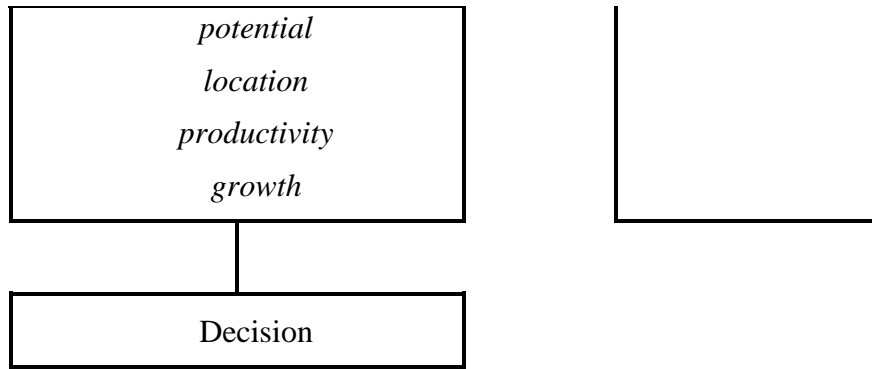 potential
location
productivity
growth
Decision